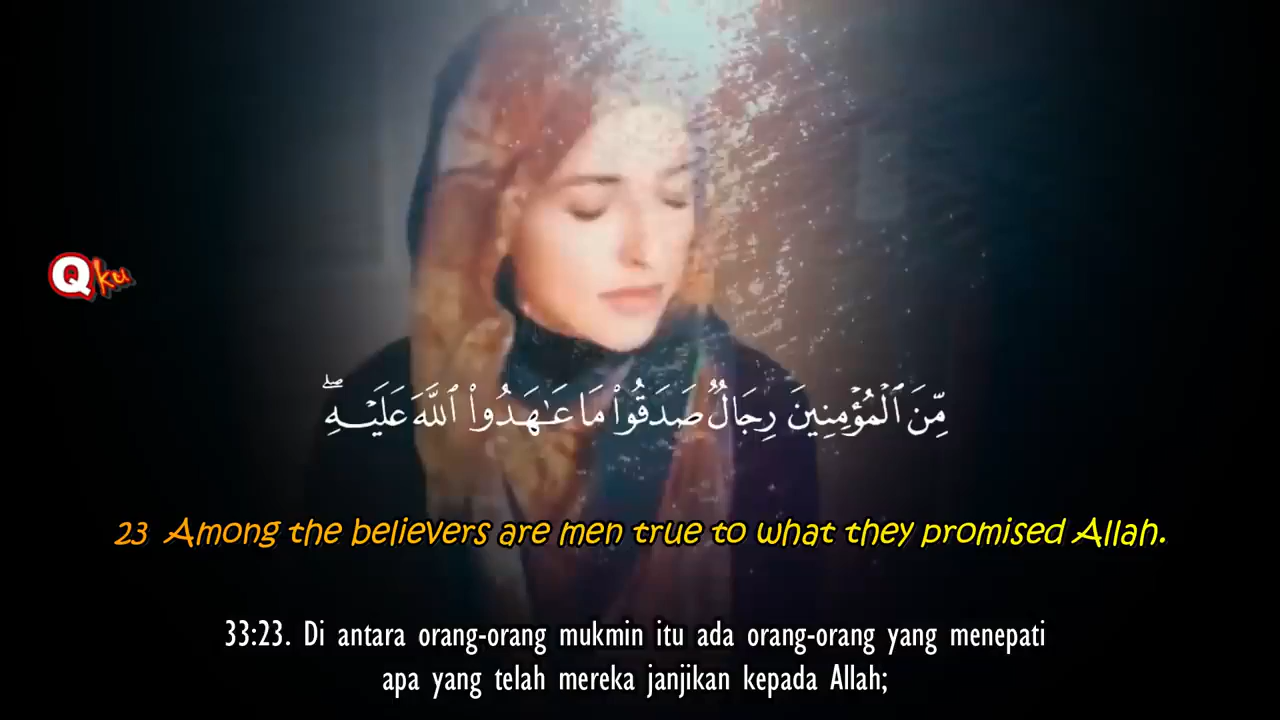 Qku
مِّنَ ٱلْمُؤْمِنِينَ رِجَالٌ صَدَقُوا۟ مَا عَـٰهَدُوا۟ ٱللَّهَ عَلَيْهِ ۖ
23 Among the believers are men true to what they promised Allah.
33:23. Di antara orang-orang mukmin itu ada orang-orang yang menepati
apa yang telah mereka janjikan kepada Allah;